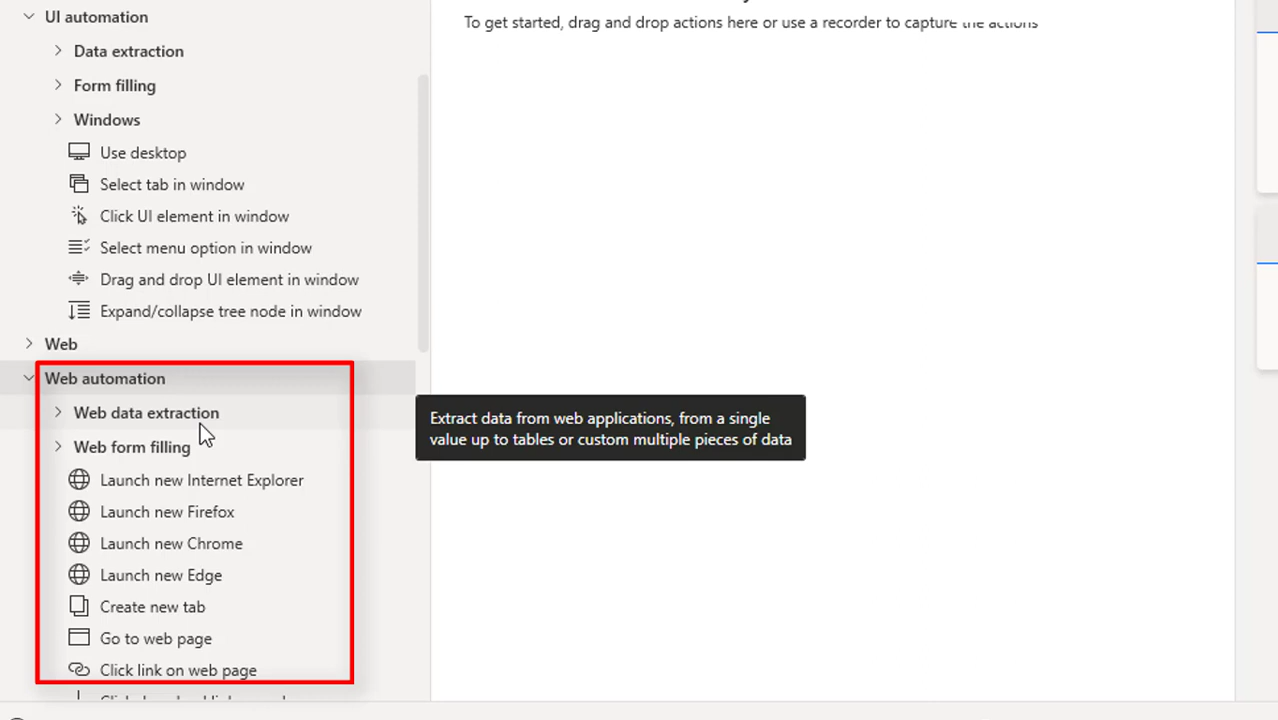 UI automation
To get started, drag and drop actions here or use a recorder to capture the actions
Data extraction
Form filling
Windows
Use desktop
Select tab in window
Click UI element in window
Select menu option in window
Drag and drop UI element in window
Expand/collapse tree node in window
Web
Web automation
Web data extraction
Extract data from web applications, from a single
value up to tables or custom multiple pieces of data
Web form filling
Launch new Internet Explorer
Launch new Firefox
Launch new Chrome
Launch new Edge
Create new tab
Go to web page
Click link on web page